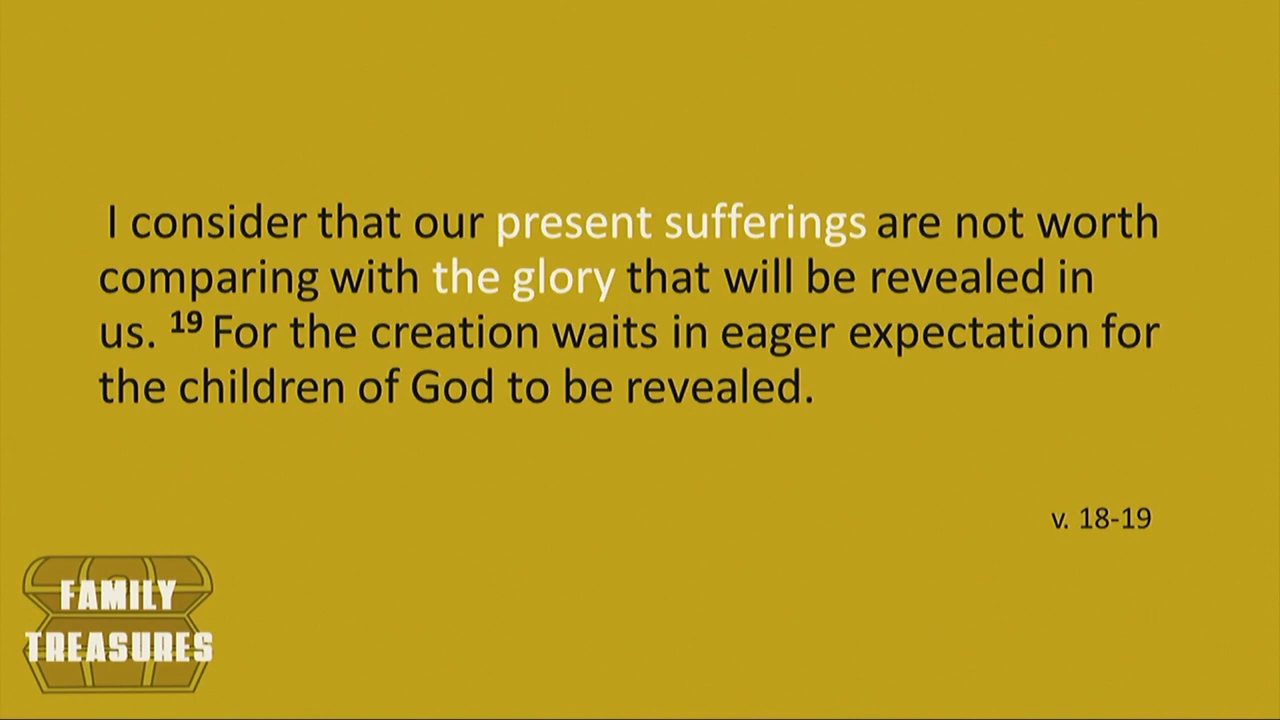 I consider that our present sufferings are not worth
comparing with the glory that will be revealed in
us. 19 For the creation waits in eager expectation for
the children of God to be revealed.
v. 18-19
FAMILY
TREASURES